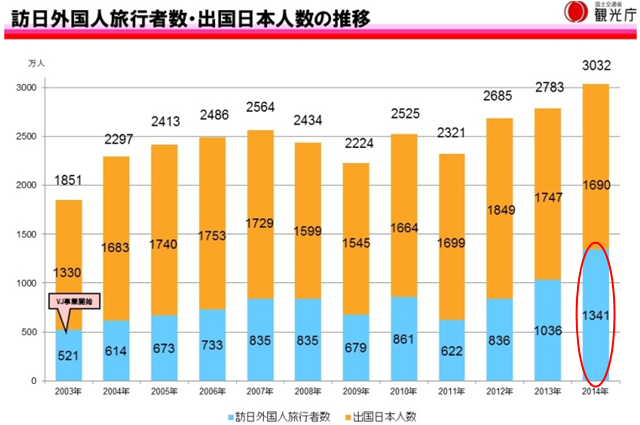 訪日外国人旅行者数・出国日本人数の推移
国土交通省
観光庁
万人
3000
2500
2000
1500
1000
500
0
1851 2297 2413 2486 2564 2434 2224 2525 2321 2685 2783 3032
1330 1683 1740 1753 1729 1599 1545 1664 1699 1849 1747 1690
VJ事業開始
521 614 673 733 835 835 679 861 622 836 1036 1341
2003年 2004年 2005年 2006年 2007年 2008年 2009年 2010年 2011年 2012年 2013年 2014年
訪日外国人旅行者数 出国日本人数